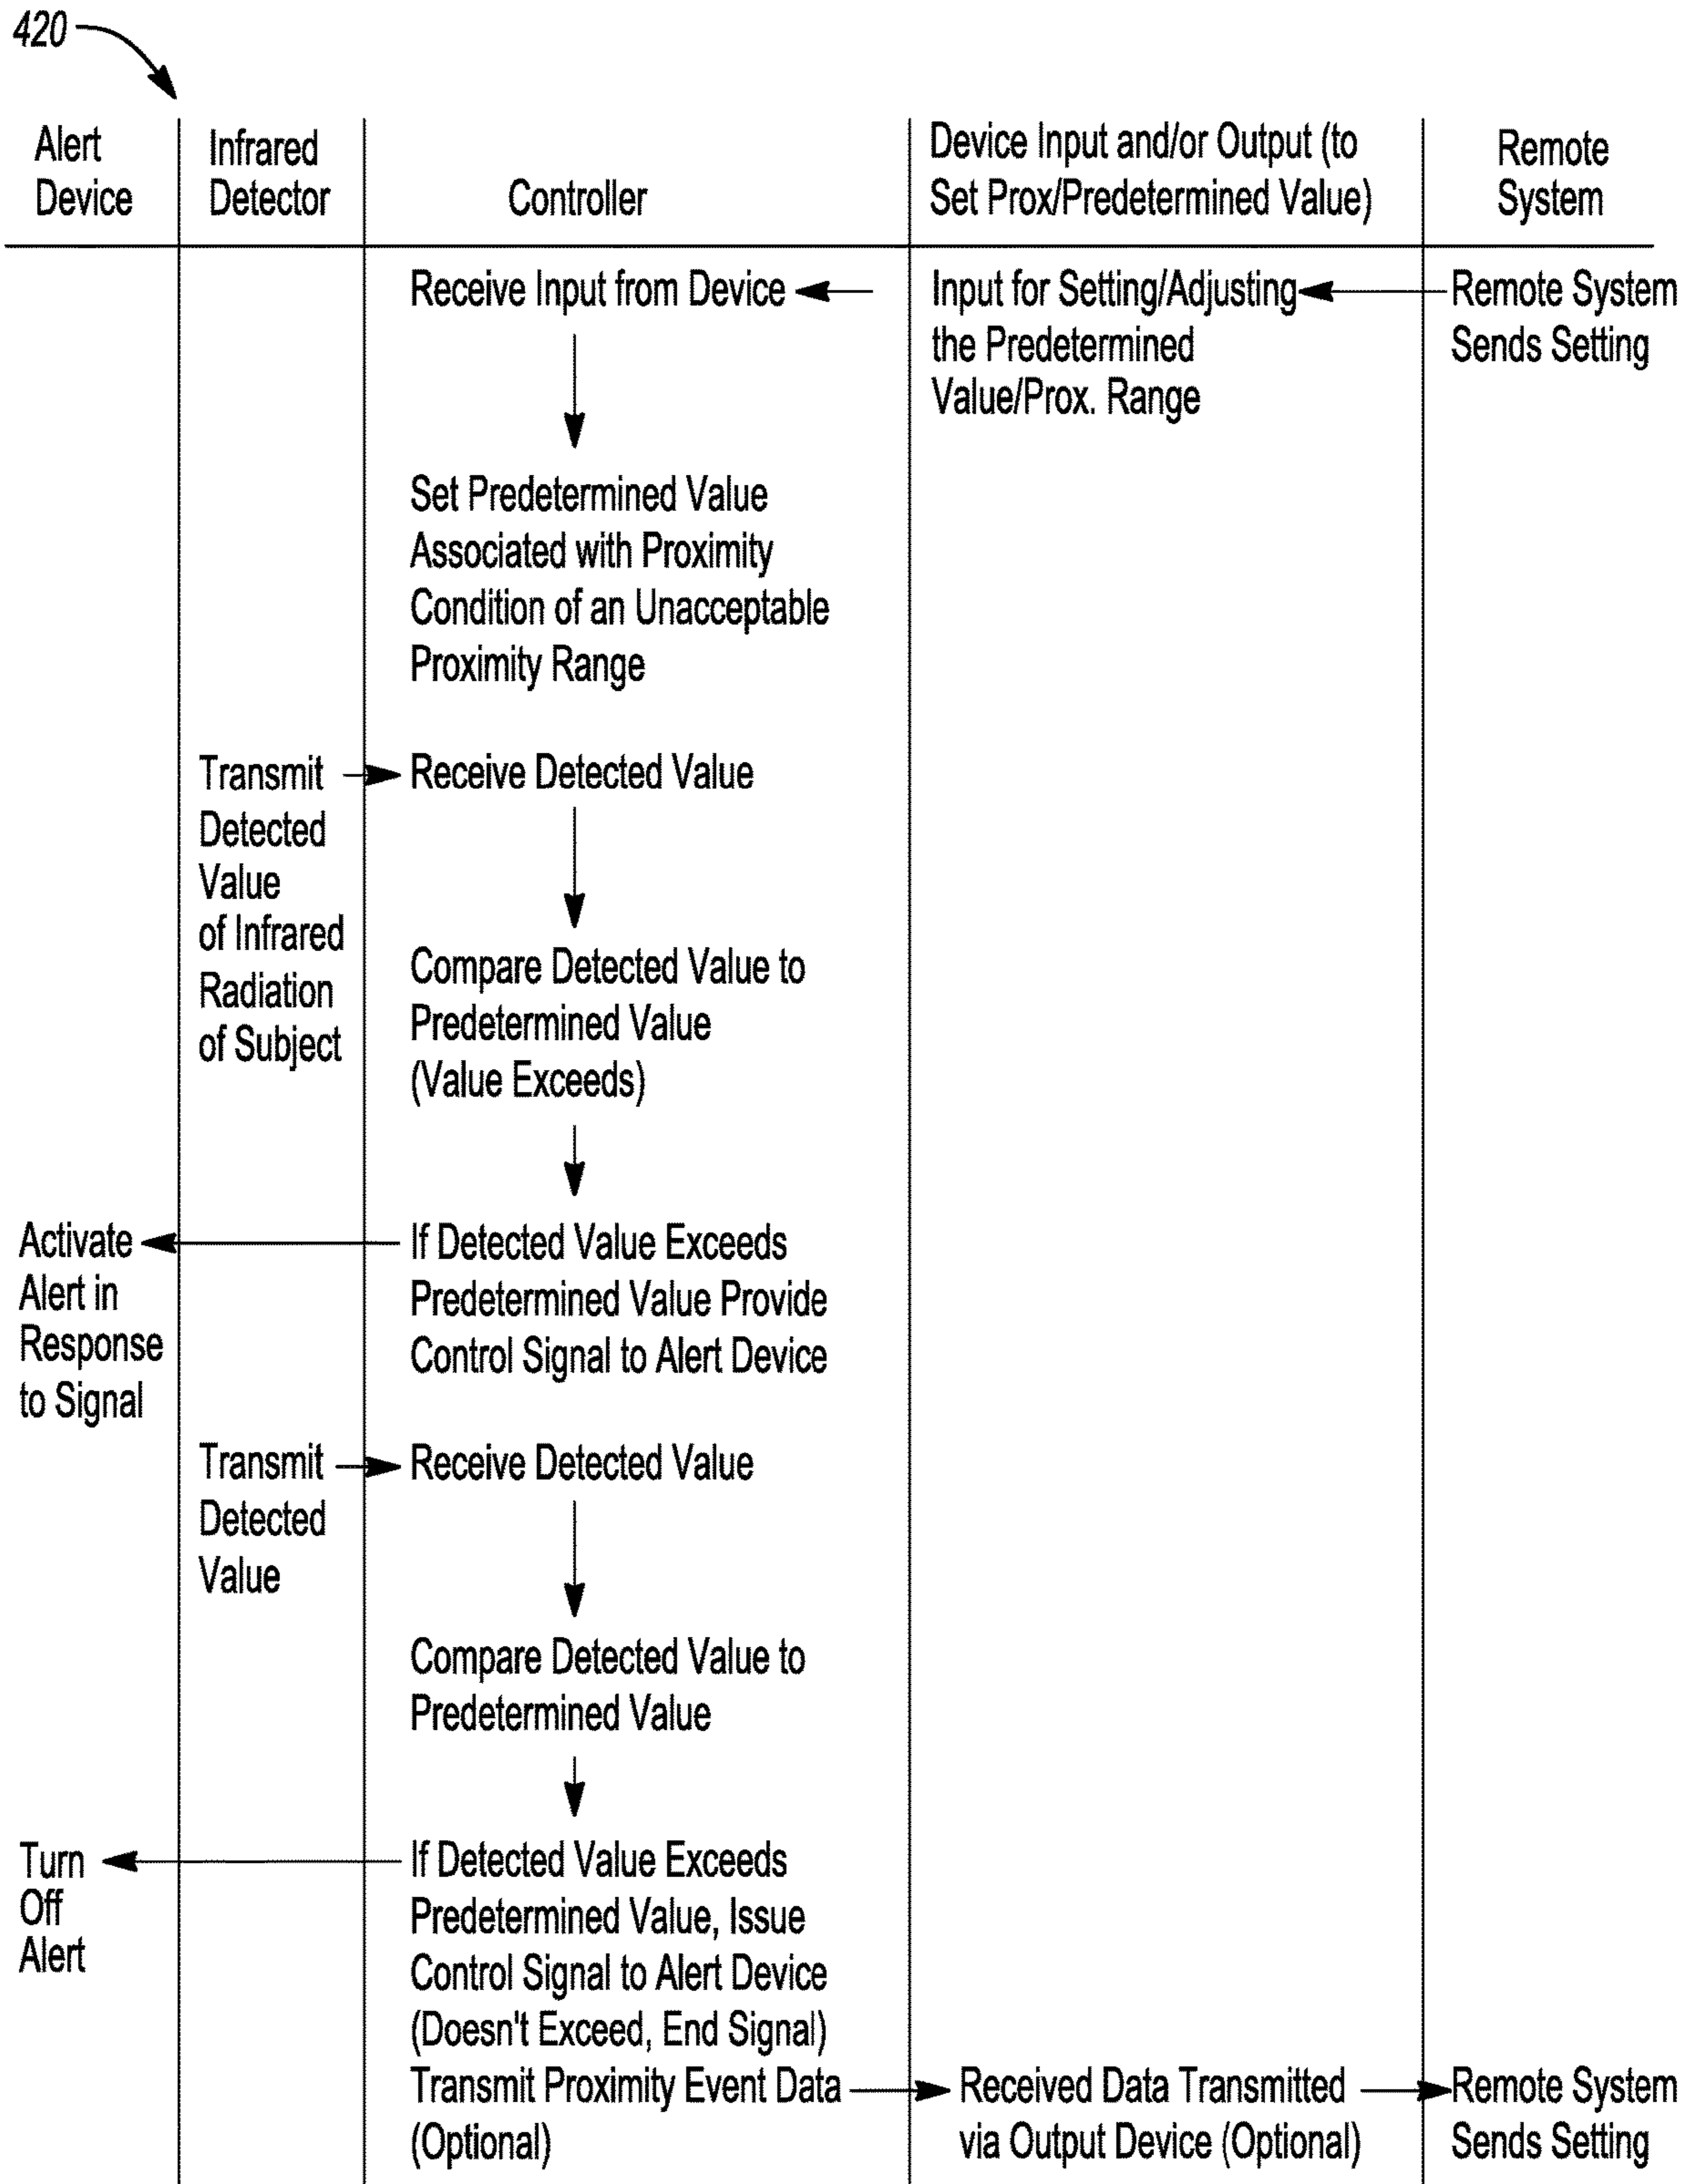 420
Alert
Device
Infrared
Detector
Controller
Device Input and/or Output (to
Set Prox/Predetermined Value)
Remote
System
Receive Input from Device
Input for Setting/Adjusting
the Predetermined
Value/Prox. Range
Remote System
Sends Setting
Set Predetermined Value
Associated with Proximity
Condition of an Unacceptable
Proximity Range
Transmit
Detected
Value
of Infrared
Radiation
of Subject
Receive Detected Value
Compare Detected Value to
Predetermined Value
(Value Exceeds)
Activate
Alert in
Response
to Signal
If Detected Value Exceeds
Predetermined Value Provide
Control Signal to Alert Device
Transmit
Detected
Value
Receive Detected Value
Compare Detected Value to
Predetermined Value
Turn
Off
Alert
If Detected Value Exceeds
Predetermined Value, Issue
Control Signal to Alert Device
(Doesn't Exceed, End Signal)
Transmit Proximity Event Data
(Optional)
Received Data Transmitted
via Output Device (Optional)
Remote System
Sends Setting